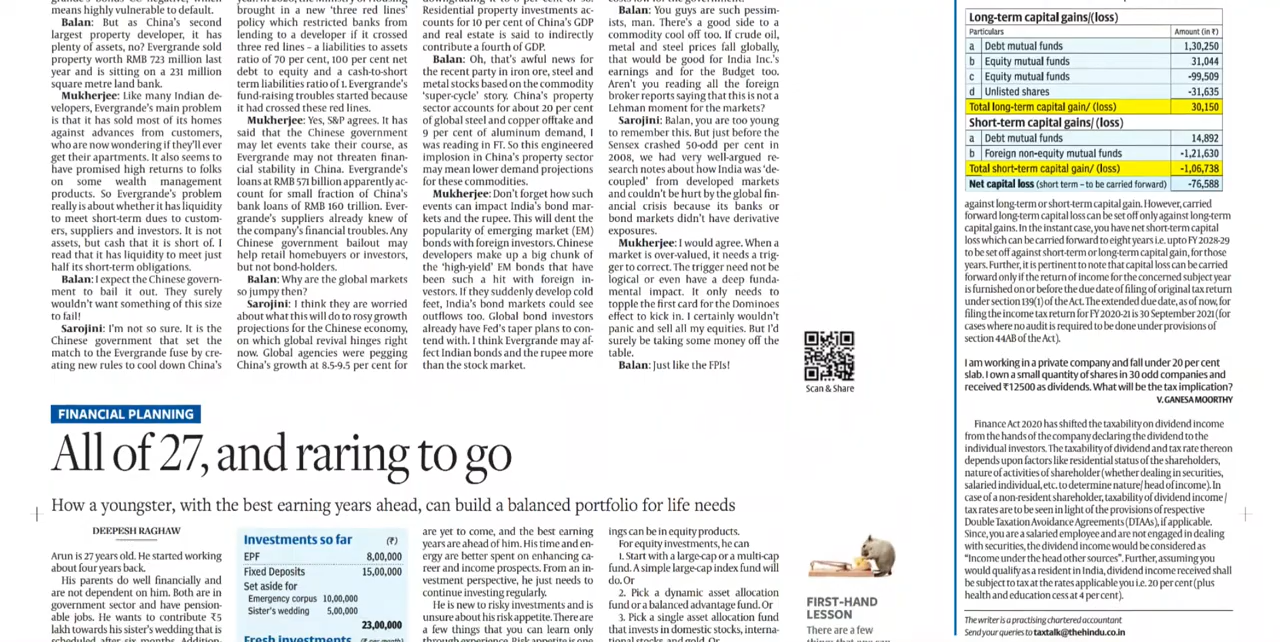 means highly vulnerable to default.
Balan: But as China's second
largest property developer, it has
plenty of assets, no? Evergrande sold
property worth RMB 723 million last
year and is sitting on a 231 million
square metre land bank.
Mukherjee: Like many Indian de-
velopers, Evergrande's main problem
is that it has sold most of its homes
against advances from customers,
who are now wondering if they'll ever
get their apartments. It also seems to
have promised high returns to folks
on some wealth management
products. So Evergrande's problem
really is about whether it has liquidity
to meet short-term dues to custom-
ers, suppliers and investors. It is not
assets, but cash that it is short of. I
read that it has liquidity to meet just
half its short-term obligations.
Balan: I expect the Chinese govern-
ment to bail it out. They surely
wouldn't want something of this size
to fail!
Sarojini: I'm not so sure. It is the
Chinese government that set the
match to the Evergrande fuse by cre-
ating new rules to cool down China's
brought in a new 'three red lines'
policy which restricted banks from
lending to a developer if it crossed
three red lines – a liabilities to assets
ratio of 70 per cent, 100 per cent net
debt to equity and a cash-to-short
term liabilities ratio of 1. Evergrande's
fund-raising troubles started because
it had crossed these red lines.
Mukherjee: Yes, S&P agrees. It has
said that the Chinese government
may let events take their course, as
Evergrande may not threaten finan-
cial stability in China. Evergrande's
loans at RMB 571 billion apparently ac-
count for small fraction of China's
bank loans of RMB 160 trillion. Ever-
grande's suppliers already knew of
the company's financial troubles. Any
Chinese government bailout may
help retail homebuyers or investors,
but not bond-holders.
Balan: Why are the global markets
so jumpy then?
Sarojini: I think they are worried
about what this will do to rosy growth
projections for the Chinese economy,
on which global revival hinges right
now. Global agencies were pegging
China's growth at 8.5-9.5 per cent for
Residential property investments ac-
counts for 10 per cent of China's GDP
and real estate is said to indirectly
contribute a fourth of GDP.
Balan: Oh, that's awful news for
the recent party in iron ore, steel and
metal stocks based on the commodity
'super-cycle' story. China's property
sector accounts for about 20 per cent
of global steel and copper offtake and
9 per cent of aluminum demand, I
was reading in FT. So this engineered
implosion in China's property sector
may mean lower demand projections
for these commodities.
Mukherjee: Don't forget how such
events can impact India's bond mar-
kets and the rupee. This will dent the
popularity of emerging market (EM)
bonds with foreign investors. Chinese
developers make up a big chunk of
the 'high-yield' EM bonds that have
been such a hit with foreign in-
vestors. If they suddenly develop cold
feet, India's bond markets could see
outflows too. Global bond investors
already have Fed's taper plans to con-
tend with. I think Evergrande may af-
fect Indian bonds and the rupee more
than the stock market.
Balan: You guys are such pessim-
ists, man. There's a good side to a
commodity cool off too. If crude oil,
metal and steel prices fall globally,
that would be good for India Inc.'s
earnings and for the Budget too.
Aren't you reading all the foreign
broker reports saying that this is not a
Lehman moment for the markets?
Sarojini: Balan, you are too young
to remember this. But just before the
Sensex crashed 50-odd per cent in
2008, we had very well-argued re-
search notes about how India was 'de-
coupled' from developed markets
and couldn't be hurt by the global fin-
ancial crisis because its banks or
bond markets didn't have derivative
exposures.
Mukherjee: I would agree. When a
market is over-valued, it needs a trig-
ger to correct. The trigger need not be
logical or even have a deep funda-
mental impact. It only needs to
topple the first card for the Dominoes
effect to kick in. I certainly wouldn't
panic and sell all my equities. But I'd
surely be taking some money off the
table.
Balan: Just like the FPIs!
Scan & Share
Long-term capital gains/(loss)
Particulars Amount (in ₹)
a Debt mutual funds 1,30,250
b Equity mutual funds 31,044
c Equity mutual funds -99,509
d Unlisted shares -31,635
Total long-term capital gain/ (loss) 30,150
Short-term capital gains/(loss)
a Debt mutual funds 14,892
b Foreign non-equity mutual funds -1,21,630
Total short-term capital gain/ (loss) -1,06,738
Net capital loss (short term – to be carried forward) -76,588
against long-term or short-term capital gain. However, carried
forward long-term capital loss can be set off only against long-term
capital gains. In the instant case, you have net short-term capital
loss which can be carried forward to eight years i.e. upto FY 2028-29
to be set off against short-term or long-term capital gain, for those
years. Further, it is pertinent to note that capital loss can be carried
forward only if the return of income for the concerned subject year
is furnished on or before the due date of filing of original tax return
under section 139(1) of the Act. The extended due date, as of now, for
filing the income tax return for FY 2020-21 is 30 September 2021 (for
cases where no audit is required to be done under provisions of
section 44AB of the Act).
I am working in a private company and fall under 20 per cent
slab. I own a small quantity of shares in 30 odd companies and
received ₹12500 as dividends. What will be the tax implication?
V. GANESA MOORTHY
Finance Act 2020 has shifted the taxability on dividend income
from the hands of the company declaring the dividend to the
individual investors. The taxability of dividend and tax rate thereon
depends upon factors like residential status of the shareholders,
nature of activities of shareholder (whether dealing in securities,
salaried individual, etc. to determine nature/ head of income). In
case of a non-resident shareholder, taxability of dividend income /
tax rates are to be seen in light of the provisions of respective
Double Taxation Avoidance Agreements (DTAAs), if applicable.
Since, you are a salaried employee and are not engaged in dealing
with securities, the dividend income would be considered as
"Income under the head other sources". Further, assuming you
would qualify as a resident in India, dividend income received shall
be subject to tax at the rates applicable you i.e. 20 per cent (plus
health and education cess at 4 per cent).
The writer is a practising chartered accountant
Send your queries to taxtalk@thehindu.co.in
FINANCIAL PLANNING
All of 27, and raring to go
How a youngster, with the best earning years ahead, can build a balanced portfolio for life needs
DEEPESH RAGHAW
Arun is 27 years old. He started working
about four years back.
His parents do well financially and
are not dependent on him. Both are in
government sector and have pension-
able jobs. He wants to contribute ₹5
lakh towards his sister's wedding that is
Investments so far (₹)
EPF 8,00,000
Fixed Deposits 15,00,000
Set aside for
Emergency corpus 10,00,000
Sister's wedding 5,00,000
23,00,000
Fresh investments
are yet to come, and the best earning
years are ahead of him. His time and en-
ergy are better spent on enhancing ca-
reer and income prospects. From an in-
vestment perspective, he just needs to
continue investing regularly.
He is new to risky investments and is
unsure about his risk appetite. There are
a few things that you can learn only
ings can be in equity products.
For equity investments, he can
1. Start with a large-cap or a multi-cap
fund. A simple large-cap index fund will
do. Or
2. Pick a dynamic asset allocation
fund or a balanced advantage fund. Or
3. Pick a single asset allocation fund
that invests in domestic stocks, interna-
FIRST-HAND
LESSON
There are a few